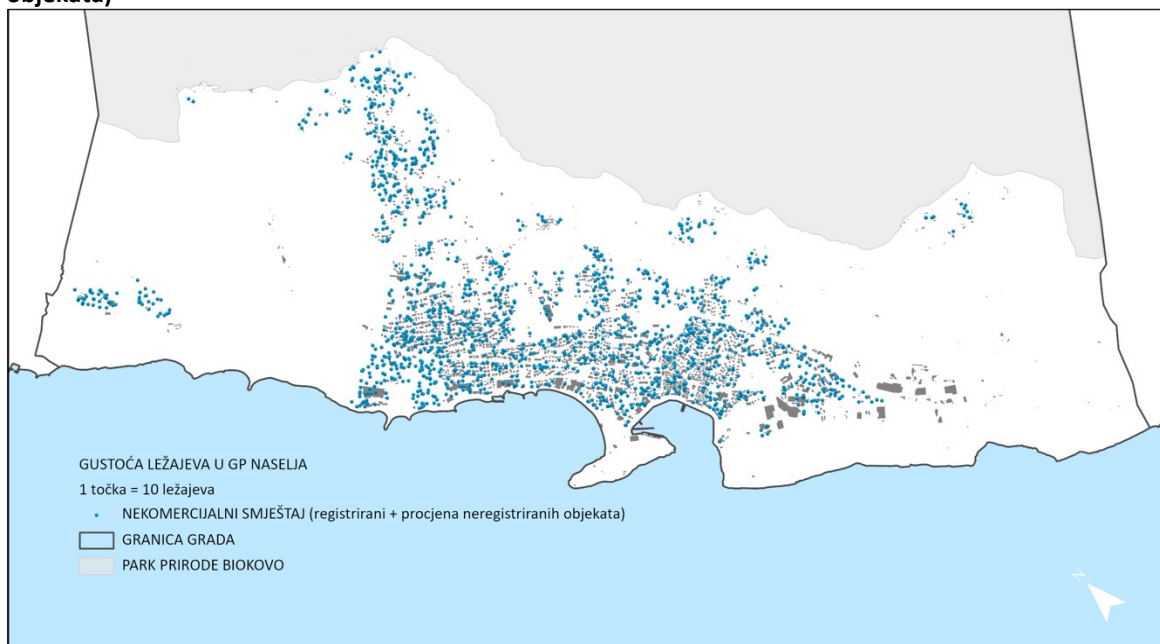 objekata)
GUSTOĆA LEŽAJEVA U GP NASELJA
1 točka = 10 ležajeva
NEKOMERCIJALNI SMJEŠTAJ (registrirani + procjena neregistriranih objekata)
GRANICA GRADA
PARK PRIRODE BIOKOVO
N